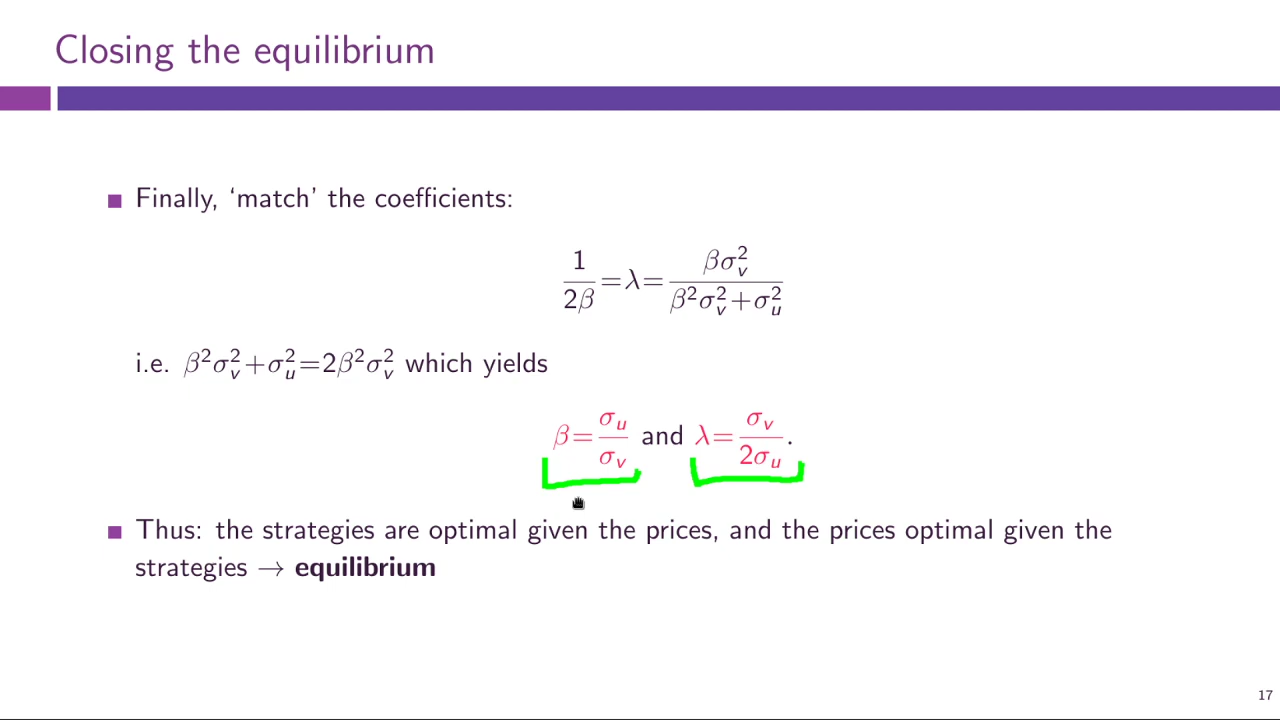 Closing the equilibrium
Finally, ‘match’ the coefficients:
1/2β = λ = βσ_v^2/β^2σ_v^2+σ_u^2
i.e. β^2σ_v^2+σ_u^2=2β^2σ_v^2 which yields
β=σ_u/σ_v and λ=σ_v/2σ_u.
Thus: the strategies are optimal given the prices, and the prices optimal given the
strategies → equilibrium
17